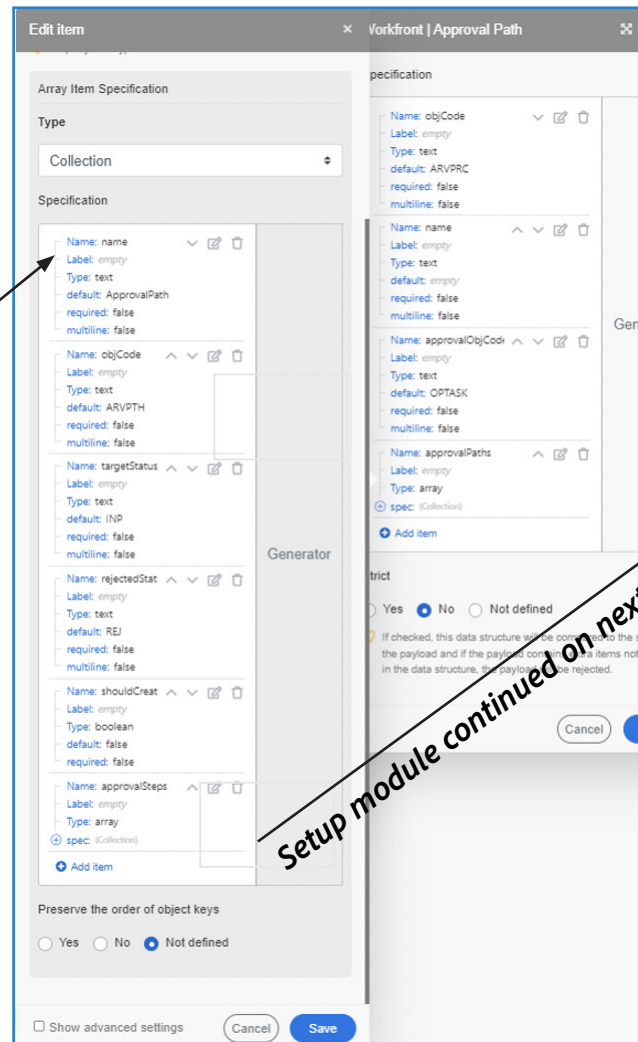 Edit item
Array Item Specification
Type
Collection
Specification
Name: name
Label: empty
Type: text
default: ApprovalPath
required: false
multiline: false
Name: objCode
Label: empty
Type: text
default: ARVPTH
required: false
multiline: false
Name: targetStatus
Label: empty
Type: text
default: INP
required: false
multiline: false
Name: rejectedStat
Label: empty
Type: text
default: REJ
required: false
multiline: false
Name: shouldCreat
Label: empty
Type: boolean
default: false
required: false
Name: approvalSteps
Label: empty
Type: array
spec: (Collection)
Add item
Generator
Preserve the order of object keys
Yes No Not defined
Show advanced settings
Cancel Save
Workfront | Approval Path
pecification
Name: objCode
Label: empty
Type: text
default: ARVPRC
required: false
multiline: false
Name: name
Label: empty
Type: text
default: empty
required: false
multiline: false
Name: approvalObjCode
Label: empty
Type: text
default: OPTASK
required: false
multiline: false
Name: approvalPaths
Label: empty
Type: array
spec: (Collection)
Add item
Gen
trict
Yes No Not defined
If checked, this data structure will be compared to the s
the payload and if the payload contains extra items not
in the data structure, the payload will be rejected.
Cancel
Setup module continued on next